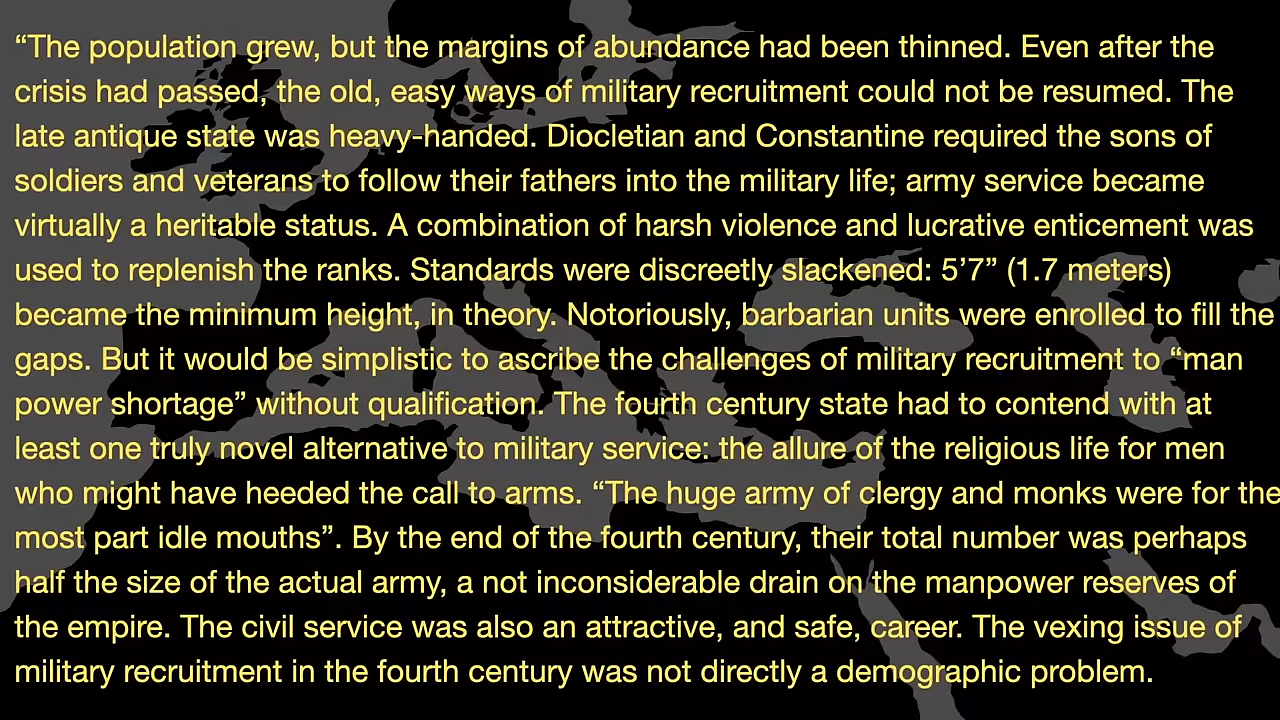 “The population grew, but the margins of abundance had been thinned. Even after the
crisis had passed, the old, easy ways of military recruitment could not be resumed. The
late antique state was heavy-handed. Diocletian and Constantine required the sons of
soldiers and veterans to follow their fathers into the military life; army service became
virtually a heritable status. A combination of harsh violence and lucrative enticement was
used to replenish the ranks. Standards were discreetly slackened: 5’7” (1.7 meters)
became the minimum height, in theory. Notoriously, barbarian units were enrolled to fill the
gaps. But it would be simplistic to ascribe the challenges of military recruitment to “man
power shortage” without qualification. The fourth century state had to contend with at
least one truly novel alternative to military service: the allure of the religious life for men
who might have heeded the call to arms. “The huge army of clergy and monks were for the
most part idle mouths”. By the end of the fourth century, their total number was perhaps
half the size of the actual army, a not inconsiderable drain on the manpower reserves of
the empire. The civil service was also an attractive, and safe, career. The vexing issue of
military recruitment in the fourth century was not directly a demographic problem.